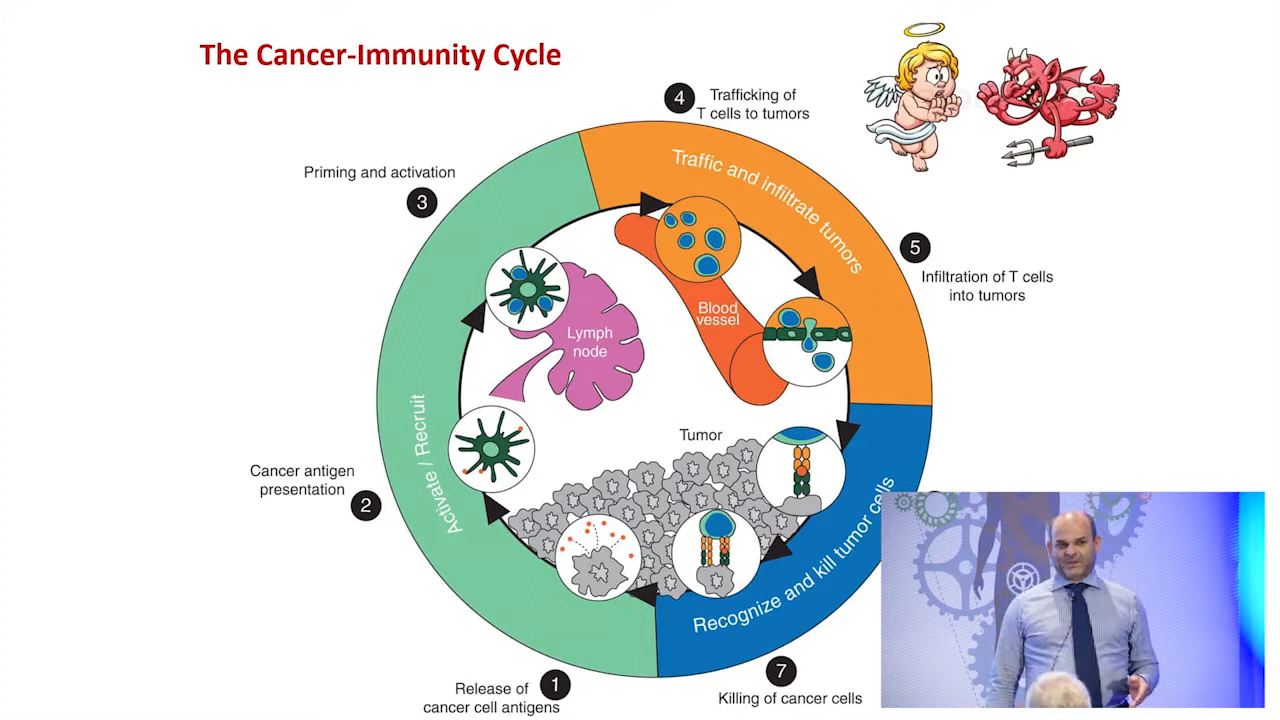 The Cancer-Immunity Cycle
4
Trafficking of
T cells to tumors
Priming and activation
3
Traffic and infiltrate tumors
5
Infiltration of T cells
into tumors
Blood
vessel
Lymph
node
Activate / Recruit
Tumor
Cancer antigen
presentation
2
Recognize and kill tumor cells
7
Killing of cancer cells
1
Release of
cancer cell antigens